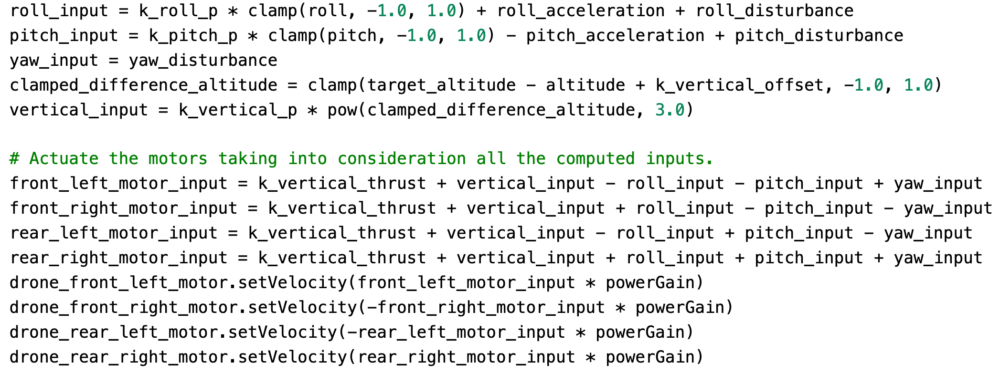 roll_input = k_roll_p * clamp(roll, -1.0, 1.0) + roll_acceleration + roll_disturbance
pitch_input = k_pitch_p * clamp(pitch, -1.0, 1.0) - pitch_acceleration + pitch_disturbance
yaw_input = yaw_disturbance
clamped_difference_altitude = clamp(target_altitude - altitude + k_vertical_offset, -1.0, 1.0)
vertical_input = k_vertical_p * pow(clamped_difference_altitude, 3.0)

# Actuate the motors taking into consideration all the computed inputs.
front_left_motor_input = k_vertical_thrust + vertical_input - roll_input - pitch_input + yaw_input
front_right_motor_input = k_vertical_thrust + vertical_input + roll_input - pitch_input - yaw_input
rear_left_motor_input = k_vertical_thrust + vertical_input - roll_input + pitch_input - yaw_input
rear_right_motor_input = k_vertical_thrust + vertical_input + roll_input + pitch_input + yaw_input
drone_front_left_motor.setVelocity(front_left_motor_input * powerGain)
drone_front_right_motor.setVelocity(-front_right_motor_input * powerGain)
drone_rear_left_motor.setVelocity(-rear_left_motor_input * powerGain)
drone_rear_right_motor.setVelocity(rear_right_motor_input * powerGain)